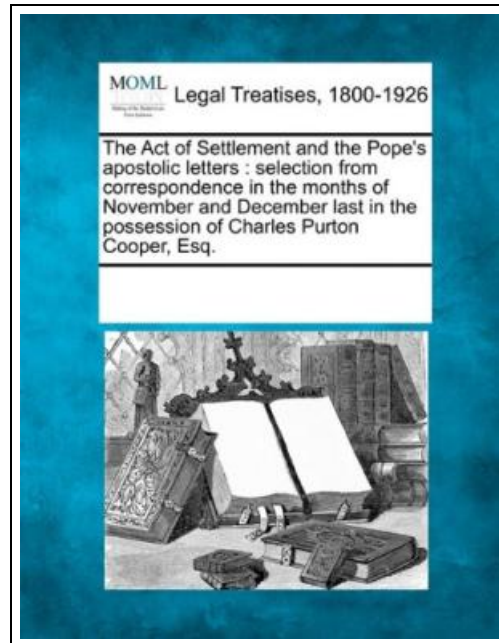 MOML
Legal Treatises, 1800-1926
The Act of Settlement and the Pope's
apostolic letters : selection from
correspondence in the months of
November and December last in the
possession of Charles Purton
Cooper, Esq.